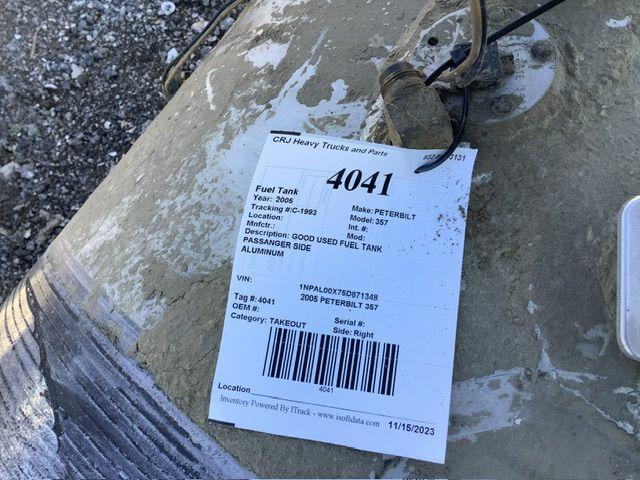 CRJ Heavy Trucks and Parts
4041
Fuel Tank
Year: 2005 Make: PETERBILT
Tracking #:C-1993 Model: 357
Location: Int. #:
Mnfctr.: Mod:
Description: GOOD USED FUEL TANK
PASSANGER SIDE
ALUMINUM
VIN: 1NPAL00X75D871348
Tag #: 4041 2005 PETERBILT 357
OEM #: Serial #:
Category: TAKEOUT Side: Right
4041
Location
Inventory Powered By ITrack - www.isoftdata.com 11/15/2023